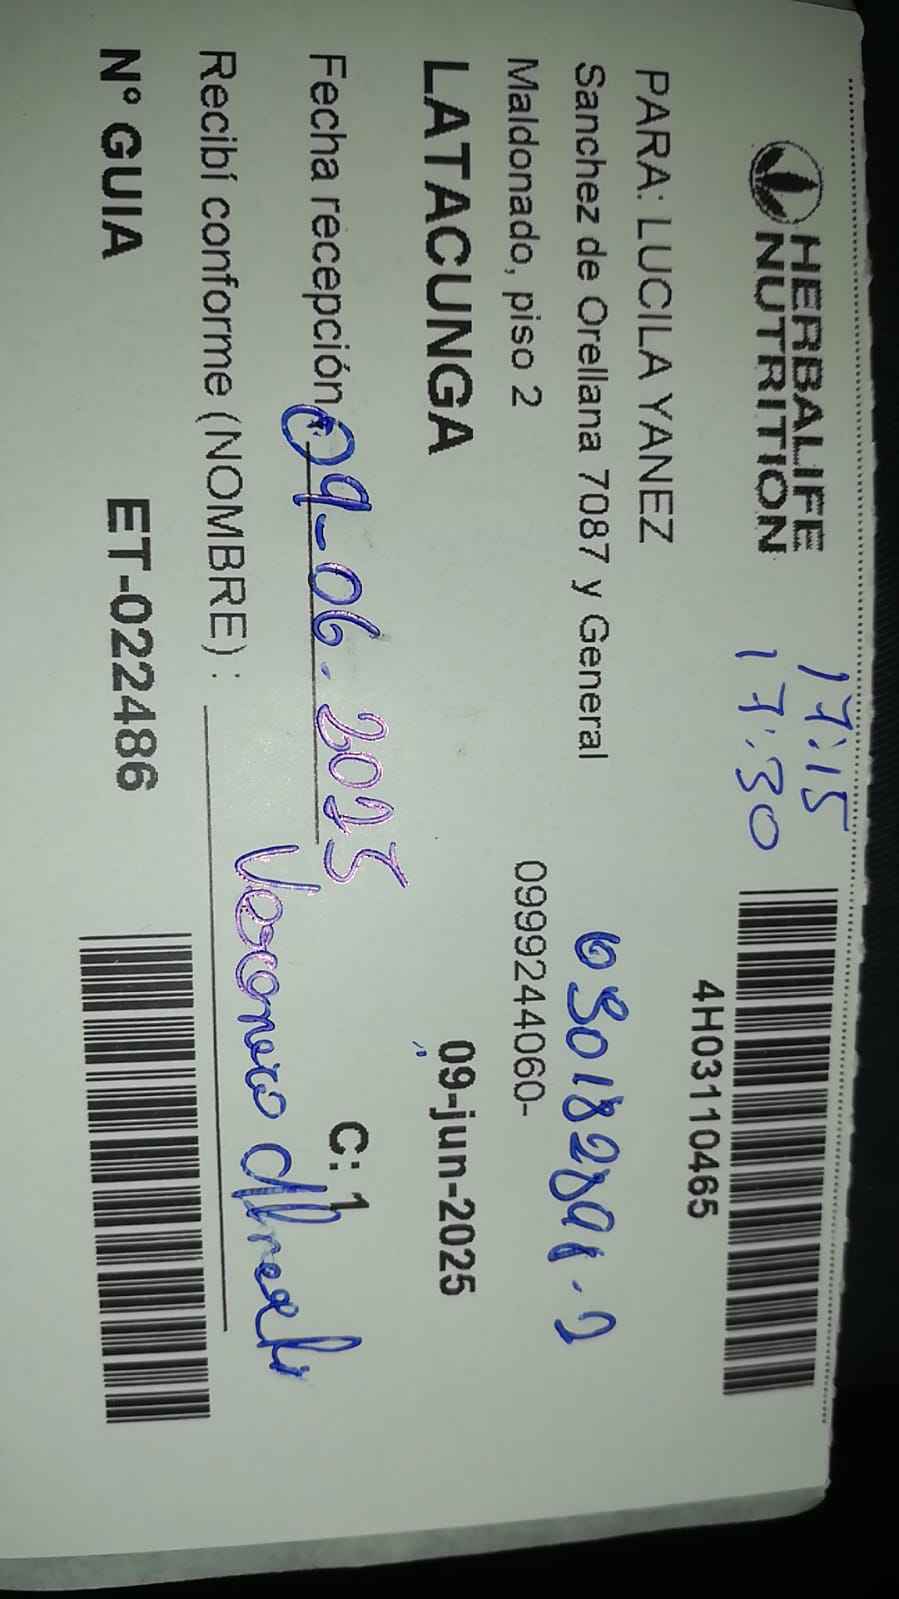 HERBALIFE
NUTRITION
17:15
17:30
4H03110465
PARA: LUCILA YANEZ
Sanchez de Orellana 7087 y General
Maldonado, piso 2
0999244060-
LATACUNGA
09-jun-2025
Fecha recepción 09-06.2025
C: 1
Recibí conforme (NOMBRE) :
N° GUIA
ET-022486